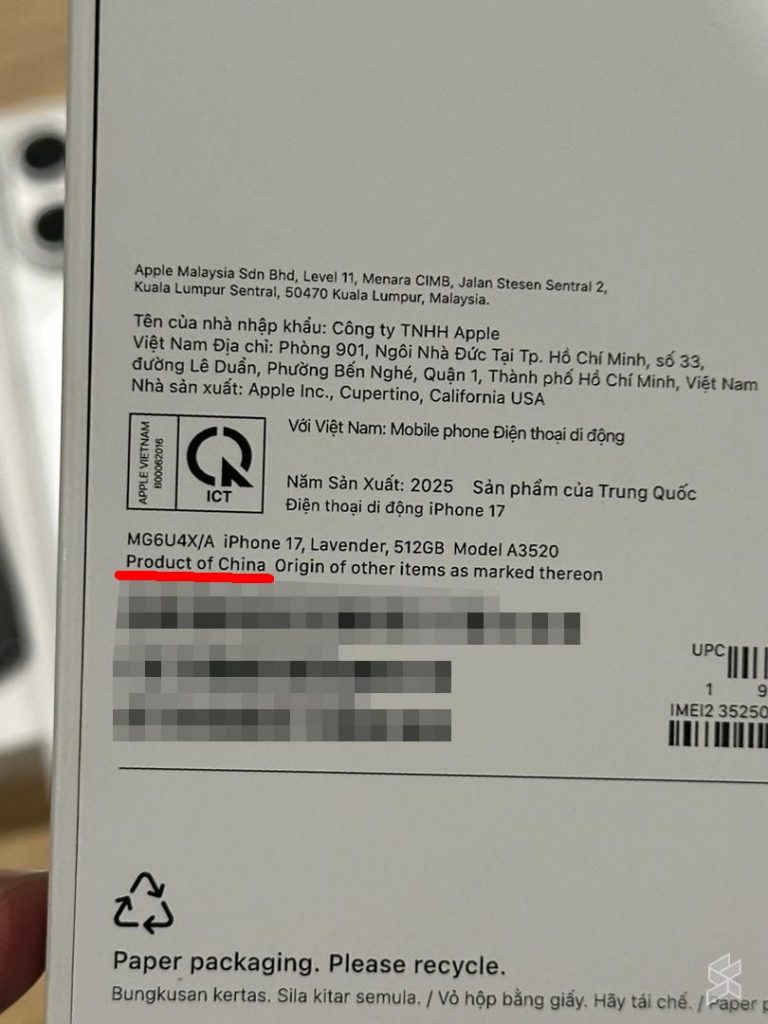 Apple Malaysia Sdn Bhd, Level 11, Menara CIMB, Jalan Stesen Sentral 2,
Kuala Lumpur Sentral, 50470 Kuala Lumpur, Malaysia.
Tên của nhà nhập khẩu: Công ty TNHH Apple
Việt Nam Địa chỉ: Phòng 901, Ngôi Nhà Đức Tại Tp. Hồ Chí Minh, số 33,
đường Lê Duẩn, Phường Bến Nghé, Quận 1, Thành phố Hồ Chí Minh, Việt Nam
Nhà sản xuất: Apple Inc., Cupertino, California USA
APPLE VIETNAM
600062016
ICT
Với Việt Nam: Mobile phone Điện thoại di động
Năm Sản Xuất: 2025 Sản phẩm của Trung Quốc
Điện thoại di động iPhone 17
MG6U4X/A iPhone 17, Lavender, 512GB Model A3520
Product of China Origin of other items as marked thereon
UPC
1 9
IMEI2 35250
Paper packaging. Please recycle.
Bungkusan kertas. Sila kitar semula. / Vỏ hộp bằng giấy. Hãy tái chế. / Paper p